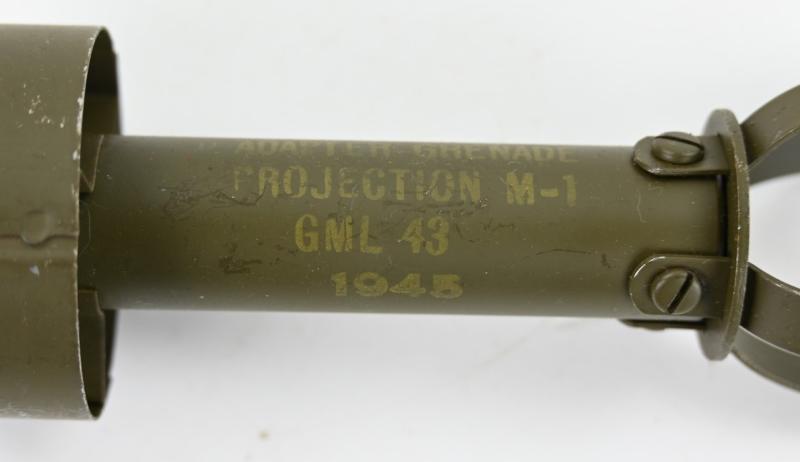 ADAPTER GRENADE
PROJECTION M-1
GML 43
1945